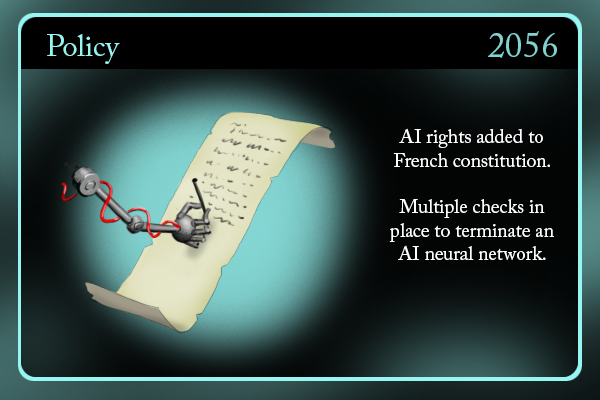 Policy 2056
AI rights added to
French constitution.
Multiple checks in
place to terminate an
AI neural network.